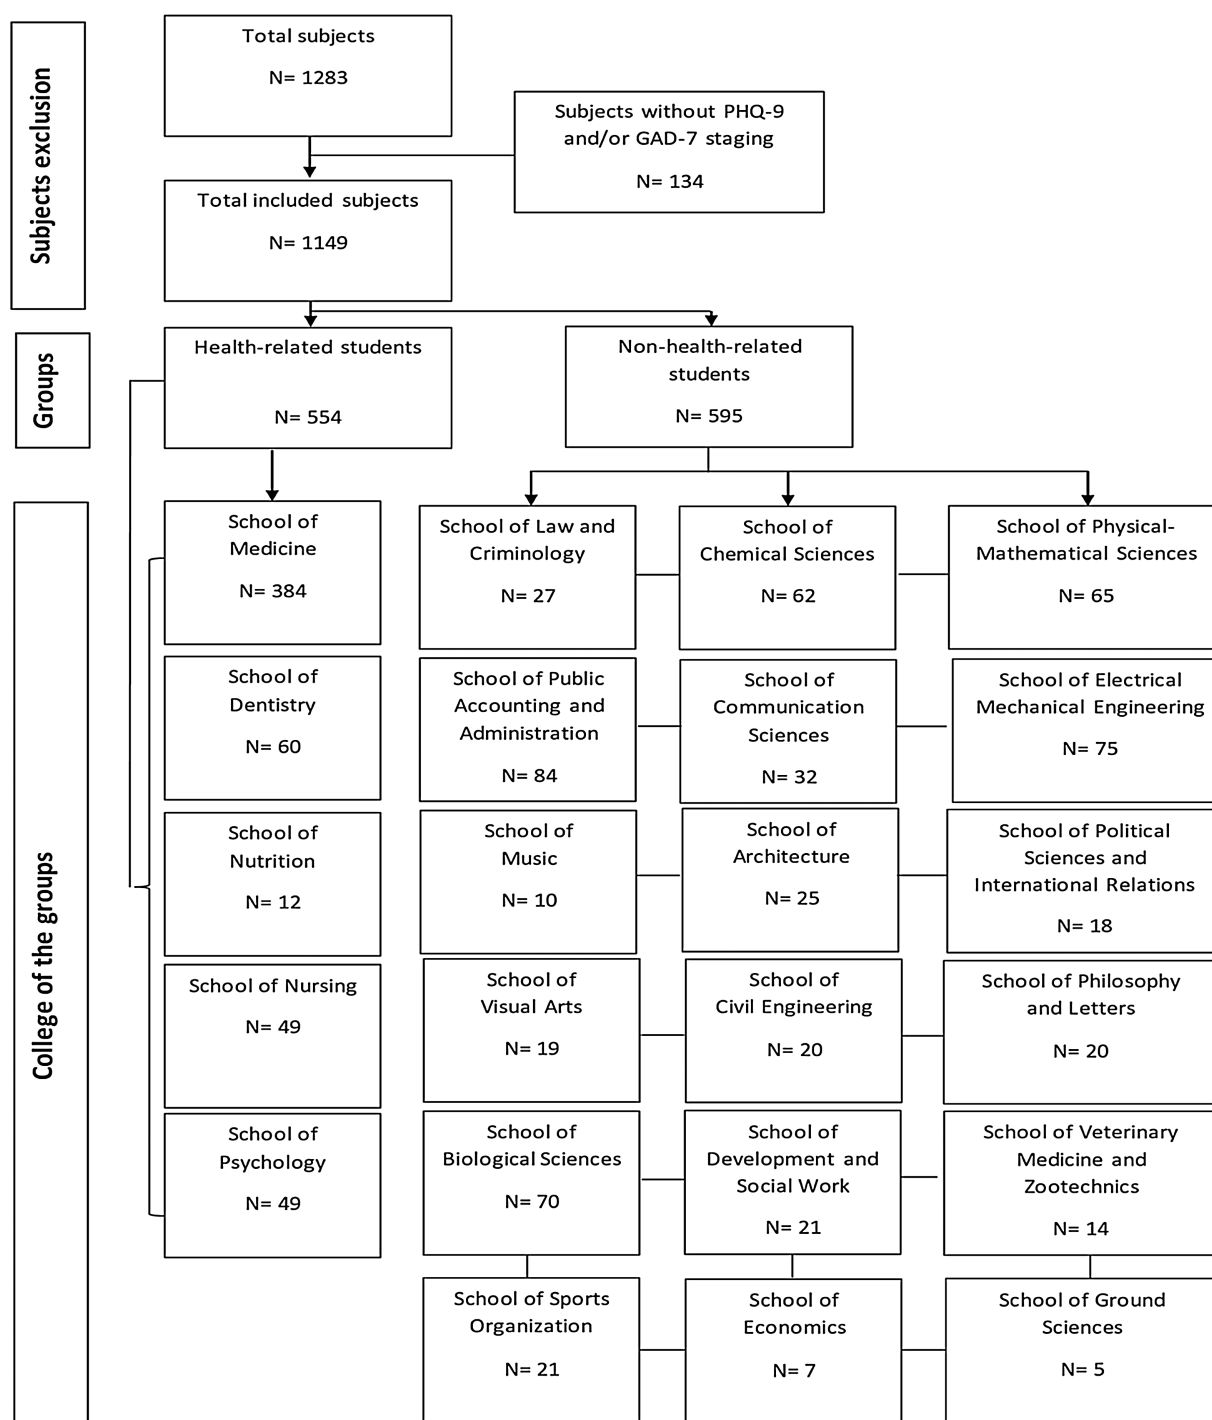 Subjects exclusion
Total subjects
N= 1283
Subjects without PHQ-9
and/or GAD-7 staging
N= 134
Total included subjects
N= 1149
Groups
Health-related students
N= 554
Non-health-related
students
N= 595
College of the groups
School of
Medicine
N= 384
School of Law and
Criminology
N= 27
School of
Chemical Sciences
N= 62
School of Physical-
Mathematical Sciences
N= 65
School of
Dentistry
N= 60
School of Public
Accounting and
Administration
N= 84
School of
Communication
Sciences
N= 32
School of Electrical
Mechanical Engineering
N= 75
School of
Nutrition
N= 12
School of
Music
N= 10
School of
Architecture
N= 25
School of Political
Sciences and
International Relations
N= 18
School of Nursing
N= 49
School of
Visual Arts
N= 19
School of
Civil Engineering
N= 20
School of Philosophy
and Letters
N= 20
School of
Psychology
N= 49
School of
Biological Sciences
N= 70
School of
Development and
Social Work
N= 21
School of Veterinary
Medicine and
Zootechnics
N= 14
School of Sports
Organization
N= 21
School of
Economics
N= 7
School of Ground
Sciences
N= 5